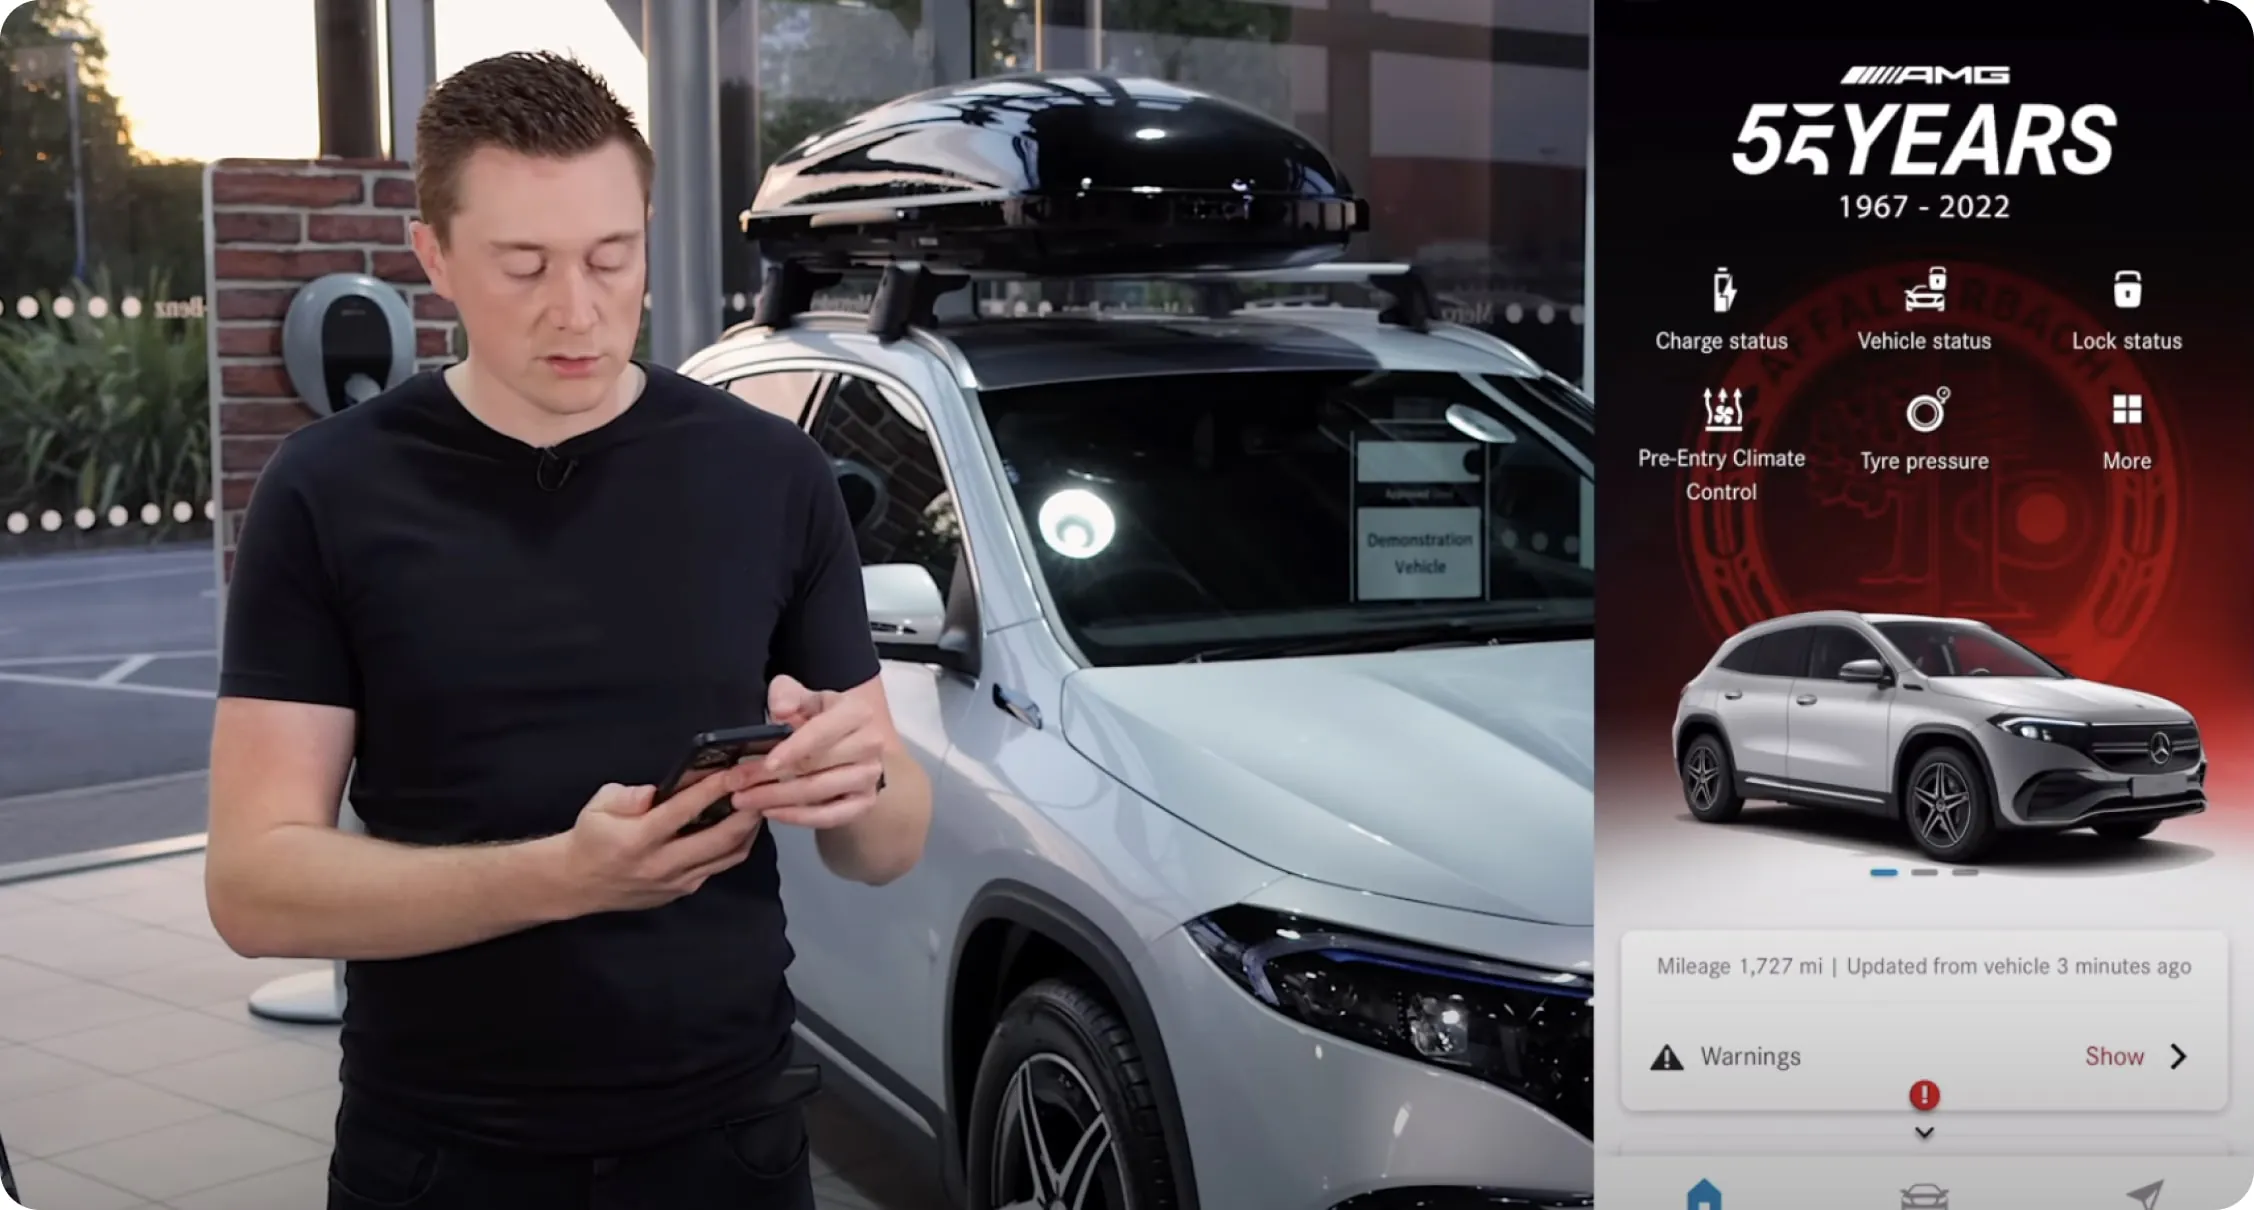 Demonstration
Vehicle
AMG
55 YEARS
1967 - 2022
Charge status
Vehicle status
Lock status
Pre-Entry Climate
Control
Tyre pressure
More
AFFALTERBACH
Mileage 1,727 mi | Updated from vehicle 3 minutes ago
Warnings
Show